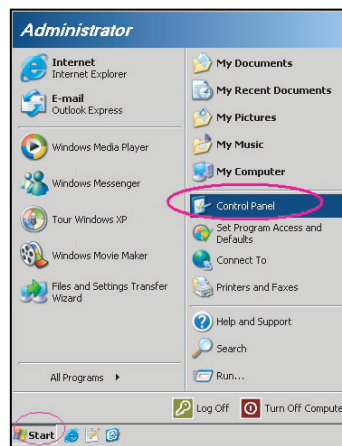 Administrator
Internet
Internet Explorer
E-mail
Outlook Express
Windows Media Player
Windows Messenger
Tour Windows XP
Windows Movie Maker
Files and Settings Transfer
Wizard
All Programs
My Documents
My Recent Documents
My Pictures
My Music
My Computer
Control Panel
Set Program Access and
Defaults
Connect To
Printers and Faxes
Help and Support
Search
Run...
Log Off
Turn Off Compute
Start